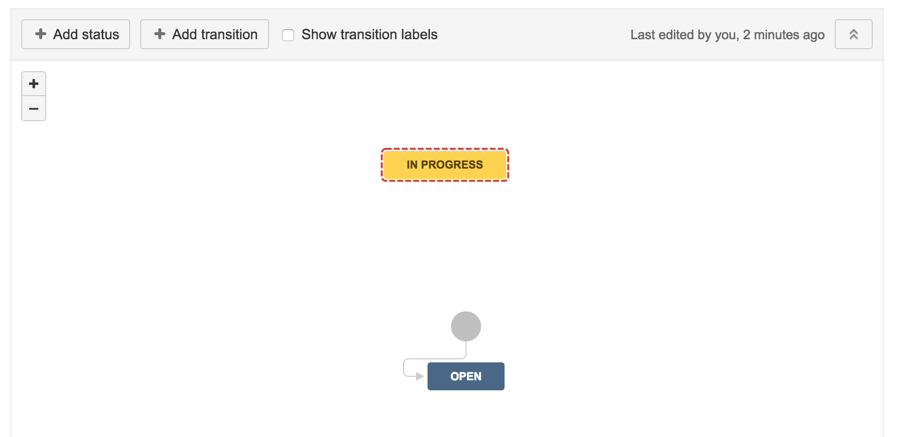 Add status
Add transition
Show transition labels
Last edited by you, 2 minutes ago
IN PROGRESS
OPEN